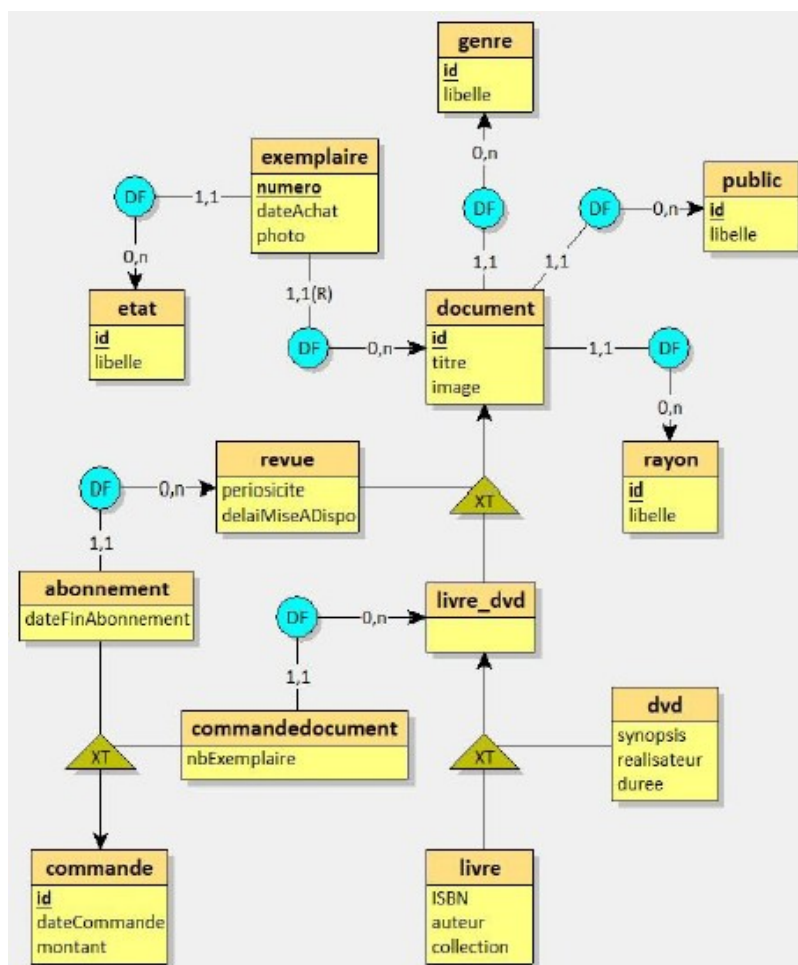 genre
id
libelle
0,n
DF
1,1
exemplaire
numero
dateAchat
photo
1,1
DF
0,n
etat
id
libelle
public
id
libelle
0,n
DF
1,1
1,1(R)
DF
0,n
document
id
titre
image
1,1
DF
0,n
rayon
id
libelle
revue
periosicite
delaiMiseADispo
XT
DF
0,n
1,1
abonnement
dateFinAbonnement
livre_dvd
DF
0,n
1,1
commandedocument
nbExemplaire
XT
dvd
synopsis
realisateur
duree
XT
commande
id
dateCommande
montant
livre
ISBN
auteur
collection